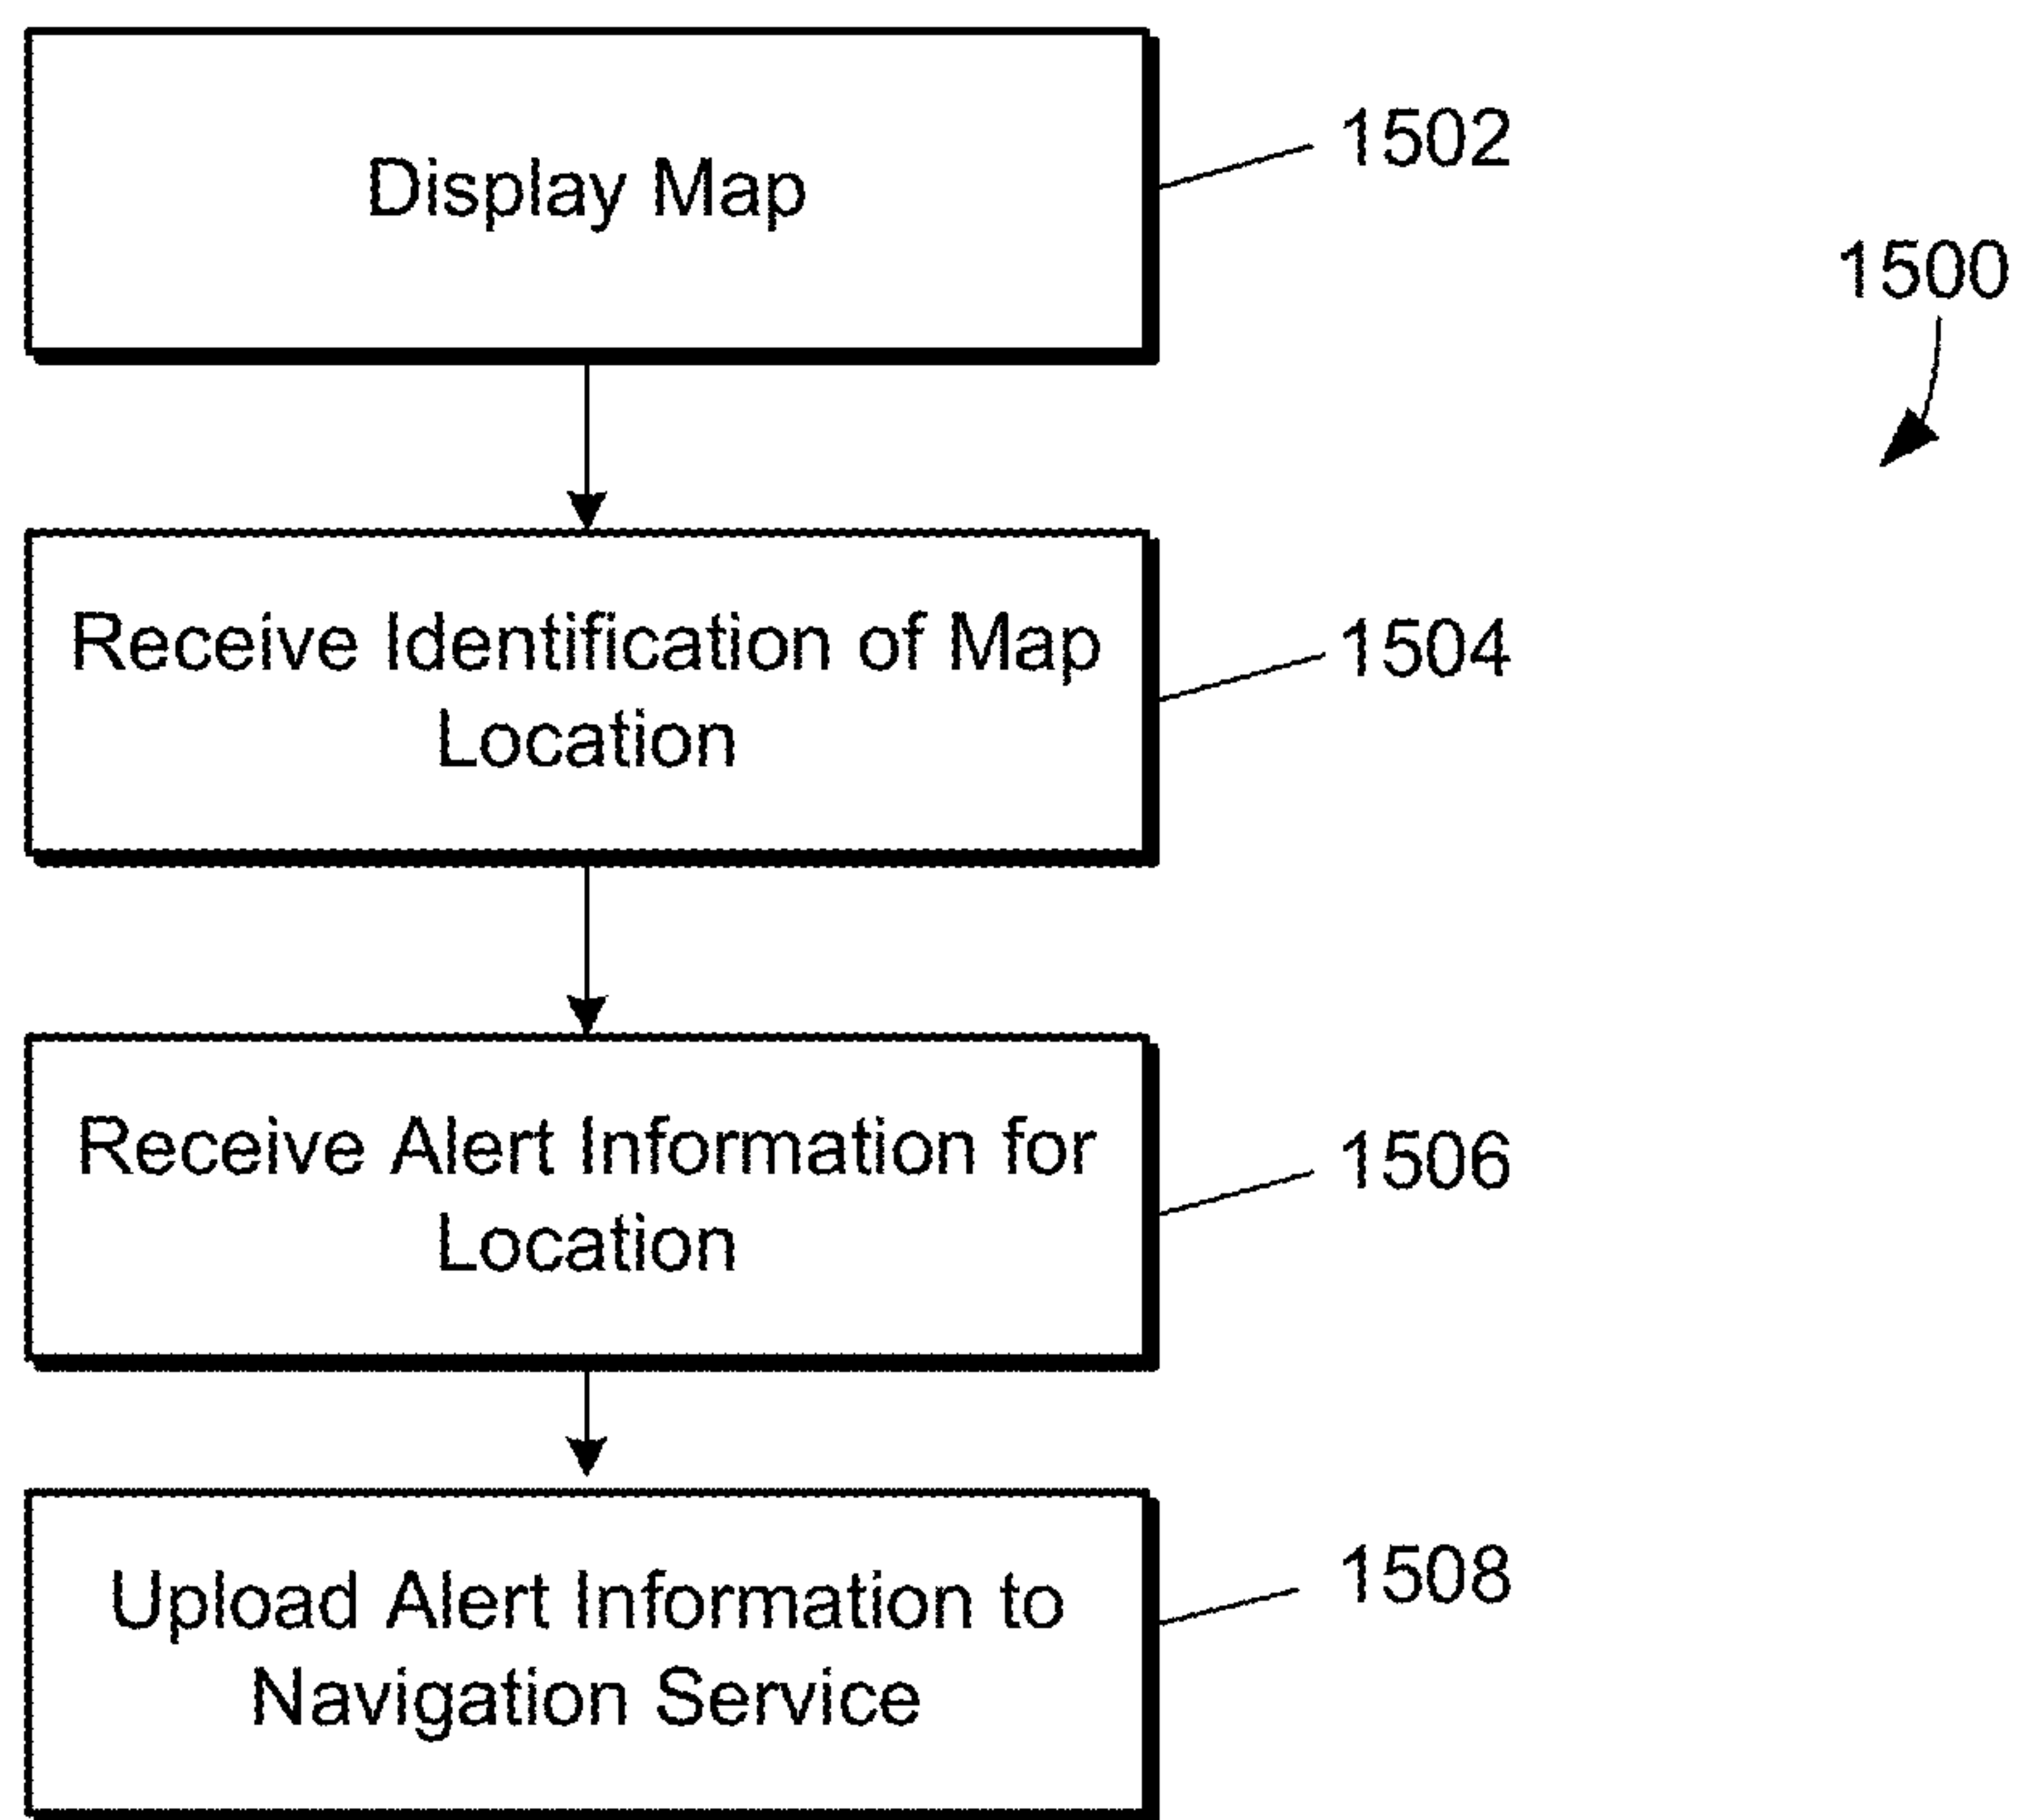 Display Map
1502
1500
Receive Identification of Map
Location
1504
Receive Alert Information for
Location
1506
Upload Alert Information to
Navigation Service
1508